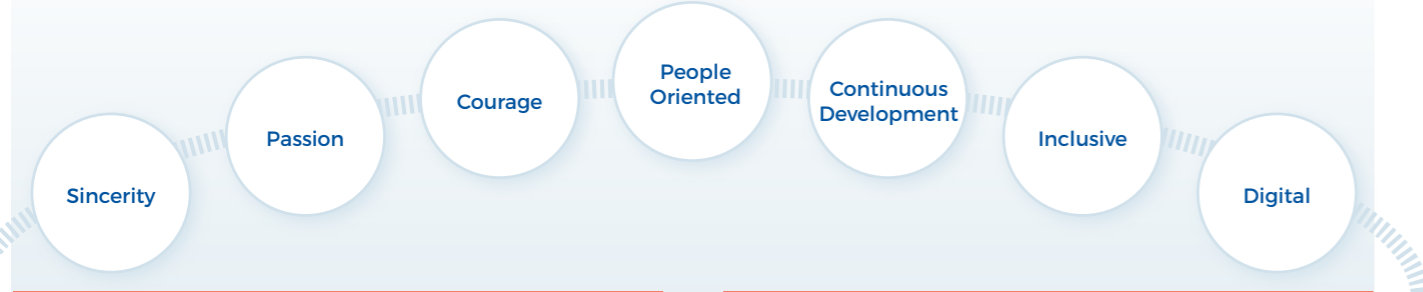 Sincerity
Passion
Courage
People
Oriented
Continuous
Development
Inclusive
Digital